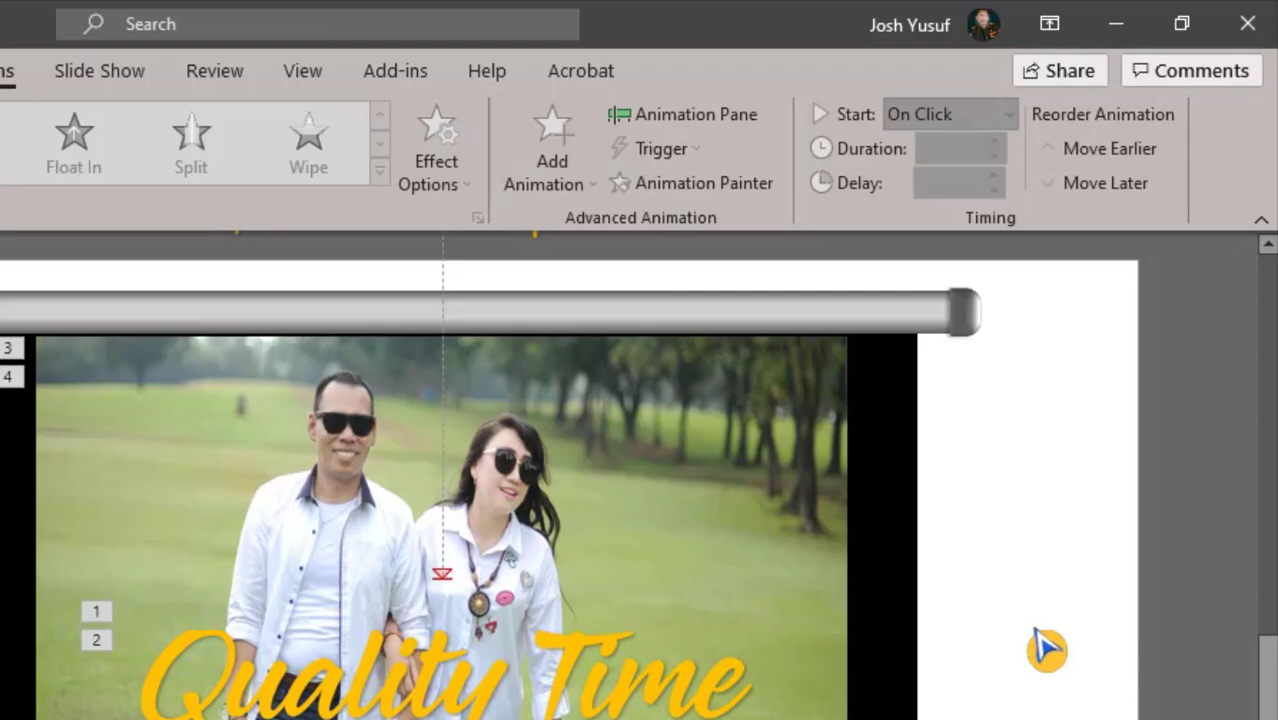 Search
Josh Yusuf
ns
Slide Show
Review
View
Add-ins
Help
Acrobat
Share
Comments
Float In
Split
Wipe
Effect
Options
Add
Animation
Animation Pane
Trigger
Animation Painter
Advanced Animation
Start: On Click
Duration:
Delay:
Reorder Animation
Move Earlier
Move Later
Timing
3
4
1
2
Quality Time